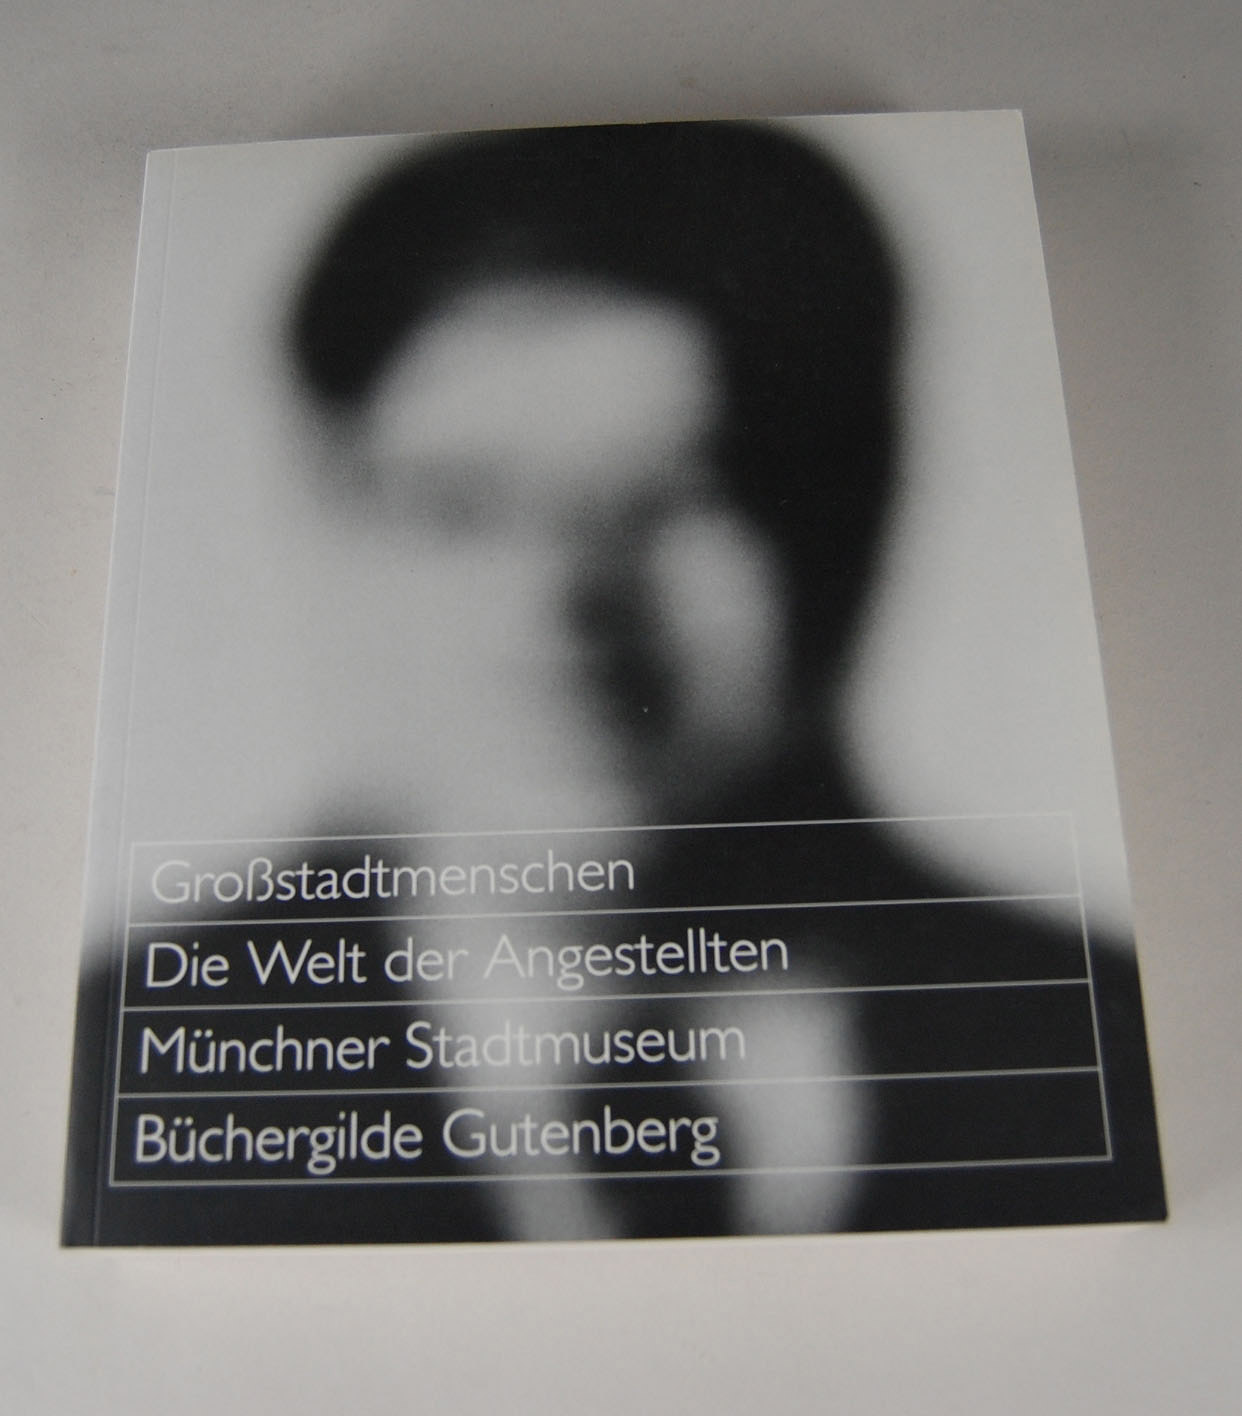 Großstadtmenschen
Die Welt der Angestellten
Münchner Stadtmuseum
Büchergilde Gutenberg